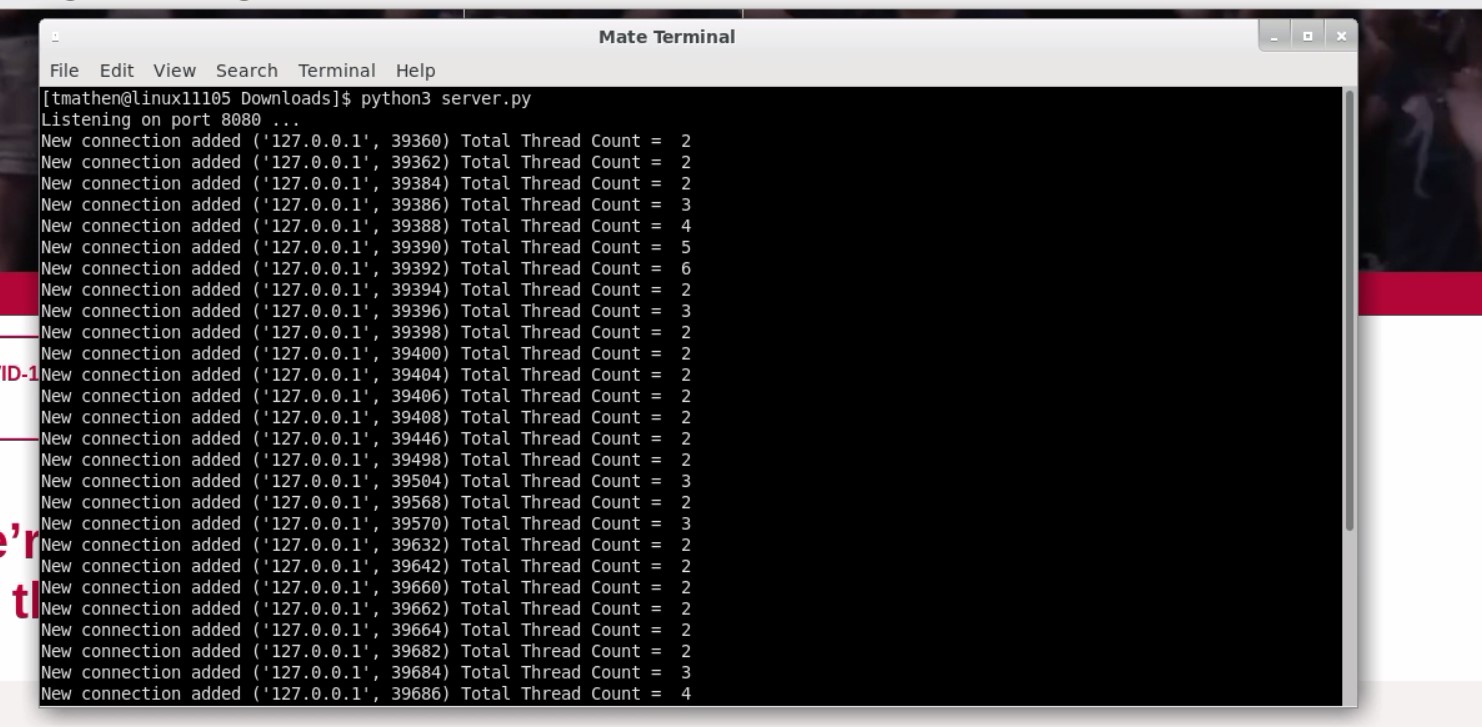 Mate Terminal
File Edit View Search Terminal Help
[tmathen@linux11105 Downloads]$ python3 server.py
Listening on port 8080 ...
New connection added ('127.0.0.1', 39360) Total Thread Count =  2
New connection added ('127.0.0.1', 39362) Total Thread Count =  2
New connection added ('127.0.0.1', 39384) Total Thread Count =  2
New connection added ('127.0.0.1', 39386) Total Thread Count =  3
New connection added ('127.0.0.1', 39388) Total Thread Count =  4
New connection added ('127.0.0.1', 39390) Total Thread Count =  5
New connection added ('127.0.0.1', 39392) Total Thread Count =  6
New connection added ('127.0.0.1', 39394) Total Thread Count =  2
New connection added ('127.0.0.1', 39396) Total Thread Count =  3
New connection added ('127.0.0.1', 39398) Total Thread Count =  2
New connection added ('127.0.0.1', 39400) Total Thread Count =  2
New connection added ('127.0.0.1', 39404) Total Thread Count =  2
New connection added ('127.0.0.1', 39406) Total Thread Count =  2
New connection added ('127.0.0.1', 39408) Total Thread Count =  2
New connection added ('127.0.0.1', 39446) Total Thread Count =  2
New connection added ('127.0.0.1', 39498) Total Thread Count =  2
New connection added ('127.0.0.1', 39504) Total Thread Count =  3
New connection added ('127.0.0.1', 39568) Total Thread Count =  2
New connection added ('127.0.0.1', 39570) Total Thread Count =  3
New connection added ('127.0.0.1', 39632) Total Thread Count =  2
New connection added ('127.0.0.1', 39642) Total Thread Count =  2
New connection added ('127.0.0.1', 39660) Total Thread Count =  2
New connection added ('127.0.0.1', 39662) Total Thread Count =  2
New connection added ('127.0.0.1', 39664) Total Thread Count =  2
New connection added ('127.0.0.1', 39682) Total Thread Count =  2
New connection added ('127.0.0.1', 39684) Total Thread Count =  3
New connection added ('127.0.0.1', 39686) Total Thread Count =  4